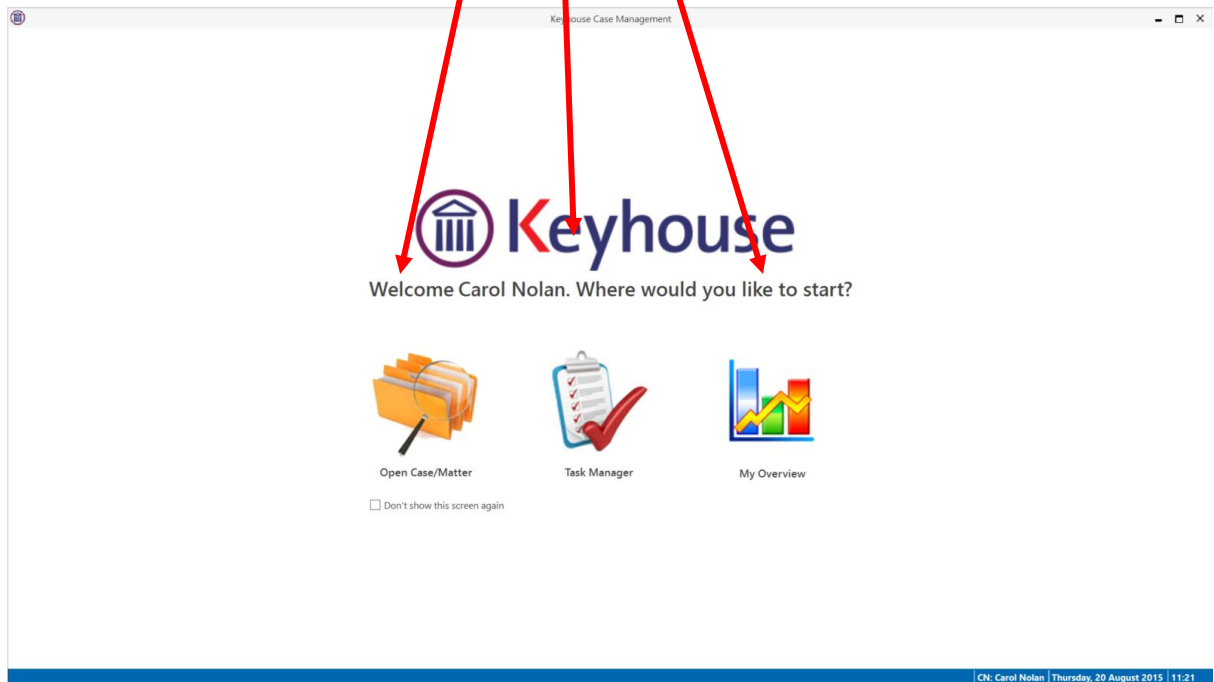 Keyhouse Case Management
Keyhouse
Welcome Carol Nolan. Where would you like to start?
Open Case/Matter
Task Manager
My Overview
Don't show this screen again
CN: Carol Nolan Thursday, 20 August 2015 11:21